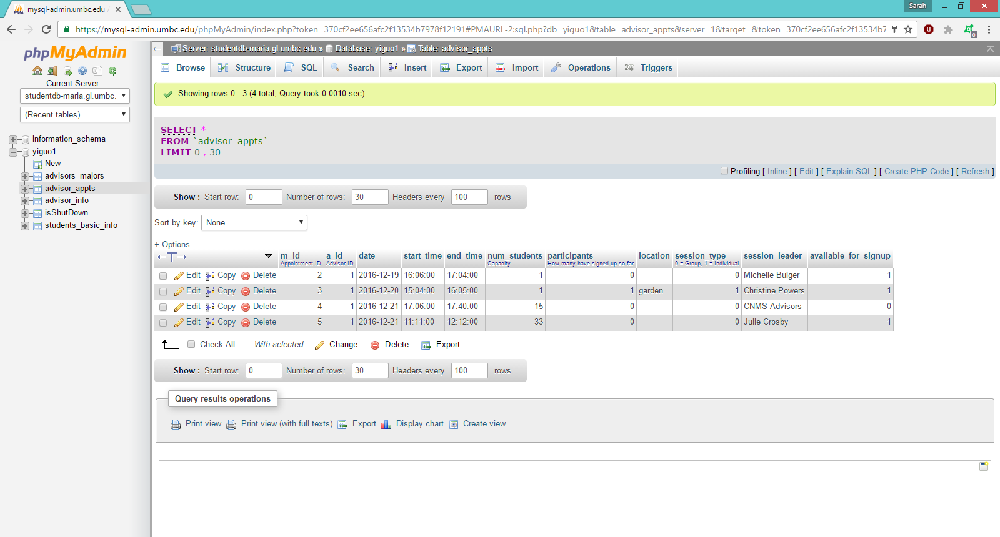 mysql-admin.umbc.edu /
Sarah
https://mysql-admin.umbc.edu/phpMyAdmin/index.php?token=370cf2ee656afc2f13534b7978f12191#PMAURL-2:sql.php?db=yiguo1&table=advisor_appts&server=1&target=&token=370cf2ee656afc2f13534b7
0
phpMyAdmin
Current Server:
studentdb-maria.gl.umbc.
(Recent tables) ...
information_schema
yiguo1
New
advisors_majors
advisor_appts
advisor_info
isShutDown
students_basic_info
Server: studentdb-maria.gl.umbc.edu » Database: yiguo1 » Table: advisor_appts
Browse Structure SQL Search Insert Export Import Operations Triggers
Showing rows 0 - 3 (4 total, Query took 0.0010 sec)
SELECT *
FROM `advisor_appts`
LIMIT 0 , 30
Profiling [ Inline ] [ Edit ] [ Explain SQL ] [ Create PHP Code ] [ Refresh ]
Show : Start row: 0 Number of rows: 30 Headers every 100 rows
Sort by key: None
+ Options
←T→ m_id a_id date start_time end_time num_students participants location session_type session_leader available_for_signup
Appointment ID Advisor ID Capacity How many have signed up so far 0 = Group, 1 = Individual
Edit Copy Delete 2 1 2016-12-19 16:06:00 17:04:00 1 0 0 Michelle Bulger 1
Edit Copy Delete 3 1 2016-12-20 15:04:00 16:05:00 1 1 garden 1 Christine Powers 1
Edit Copy Delete 4 1 2016-12-21 17:06:00 17:40:00 15 0 0 CNMS Advisors 0
Edit Copy Delete 5 1 2016-12-21 11:11:00 12:12:00 33 0 0 Julie Crosby 1
Check All With selected: Change Delete Export
Show : Start row: 0 Number of rows: 30 Headers every 100 rows
Query results operations
Print view Print view (with full texts) Export Display chart Create view